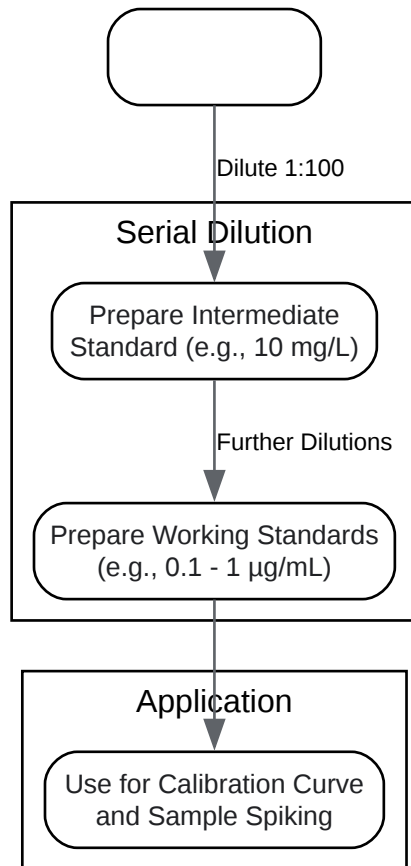 Dilute 1:100
Serial Dilution
Prepare Intermediate
Standard (e.g., 10 mg/L)
Further Dilutions
Prepare Working Standards
(e.g., 0.1 - 1 µg/mL)
Application
Use for Calibration Curve
and Sample Spiking